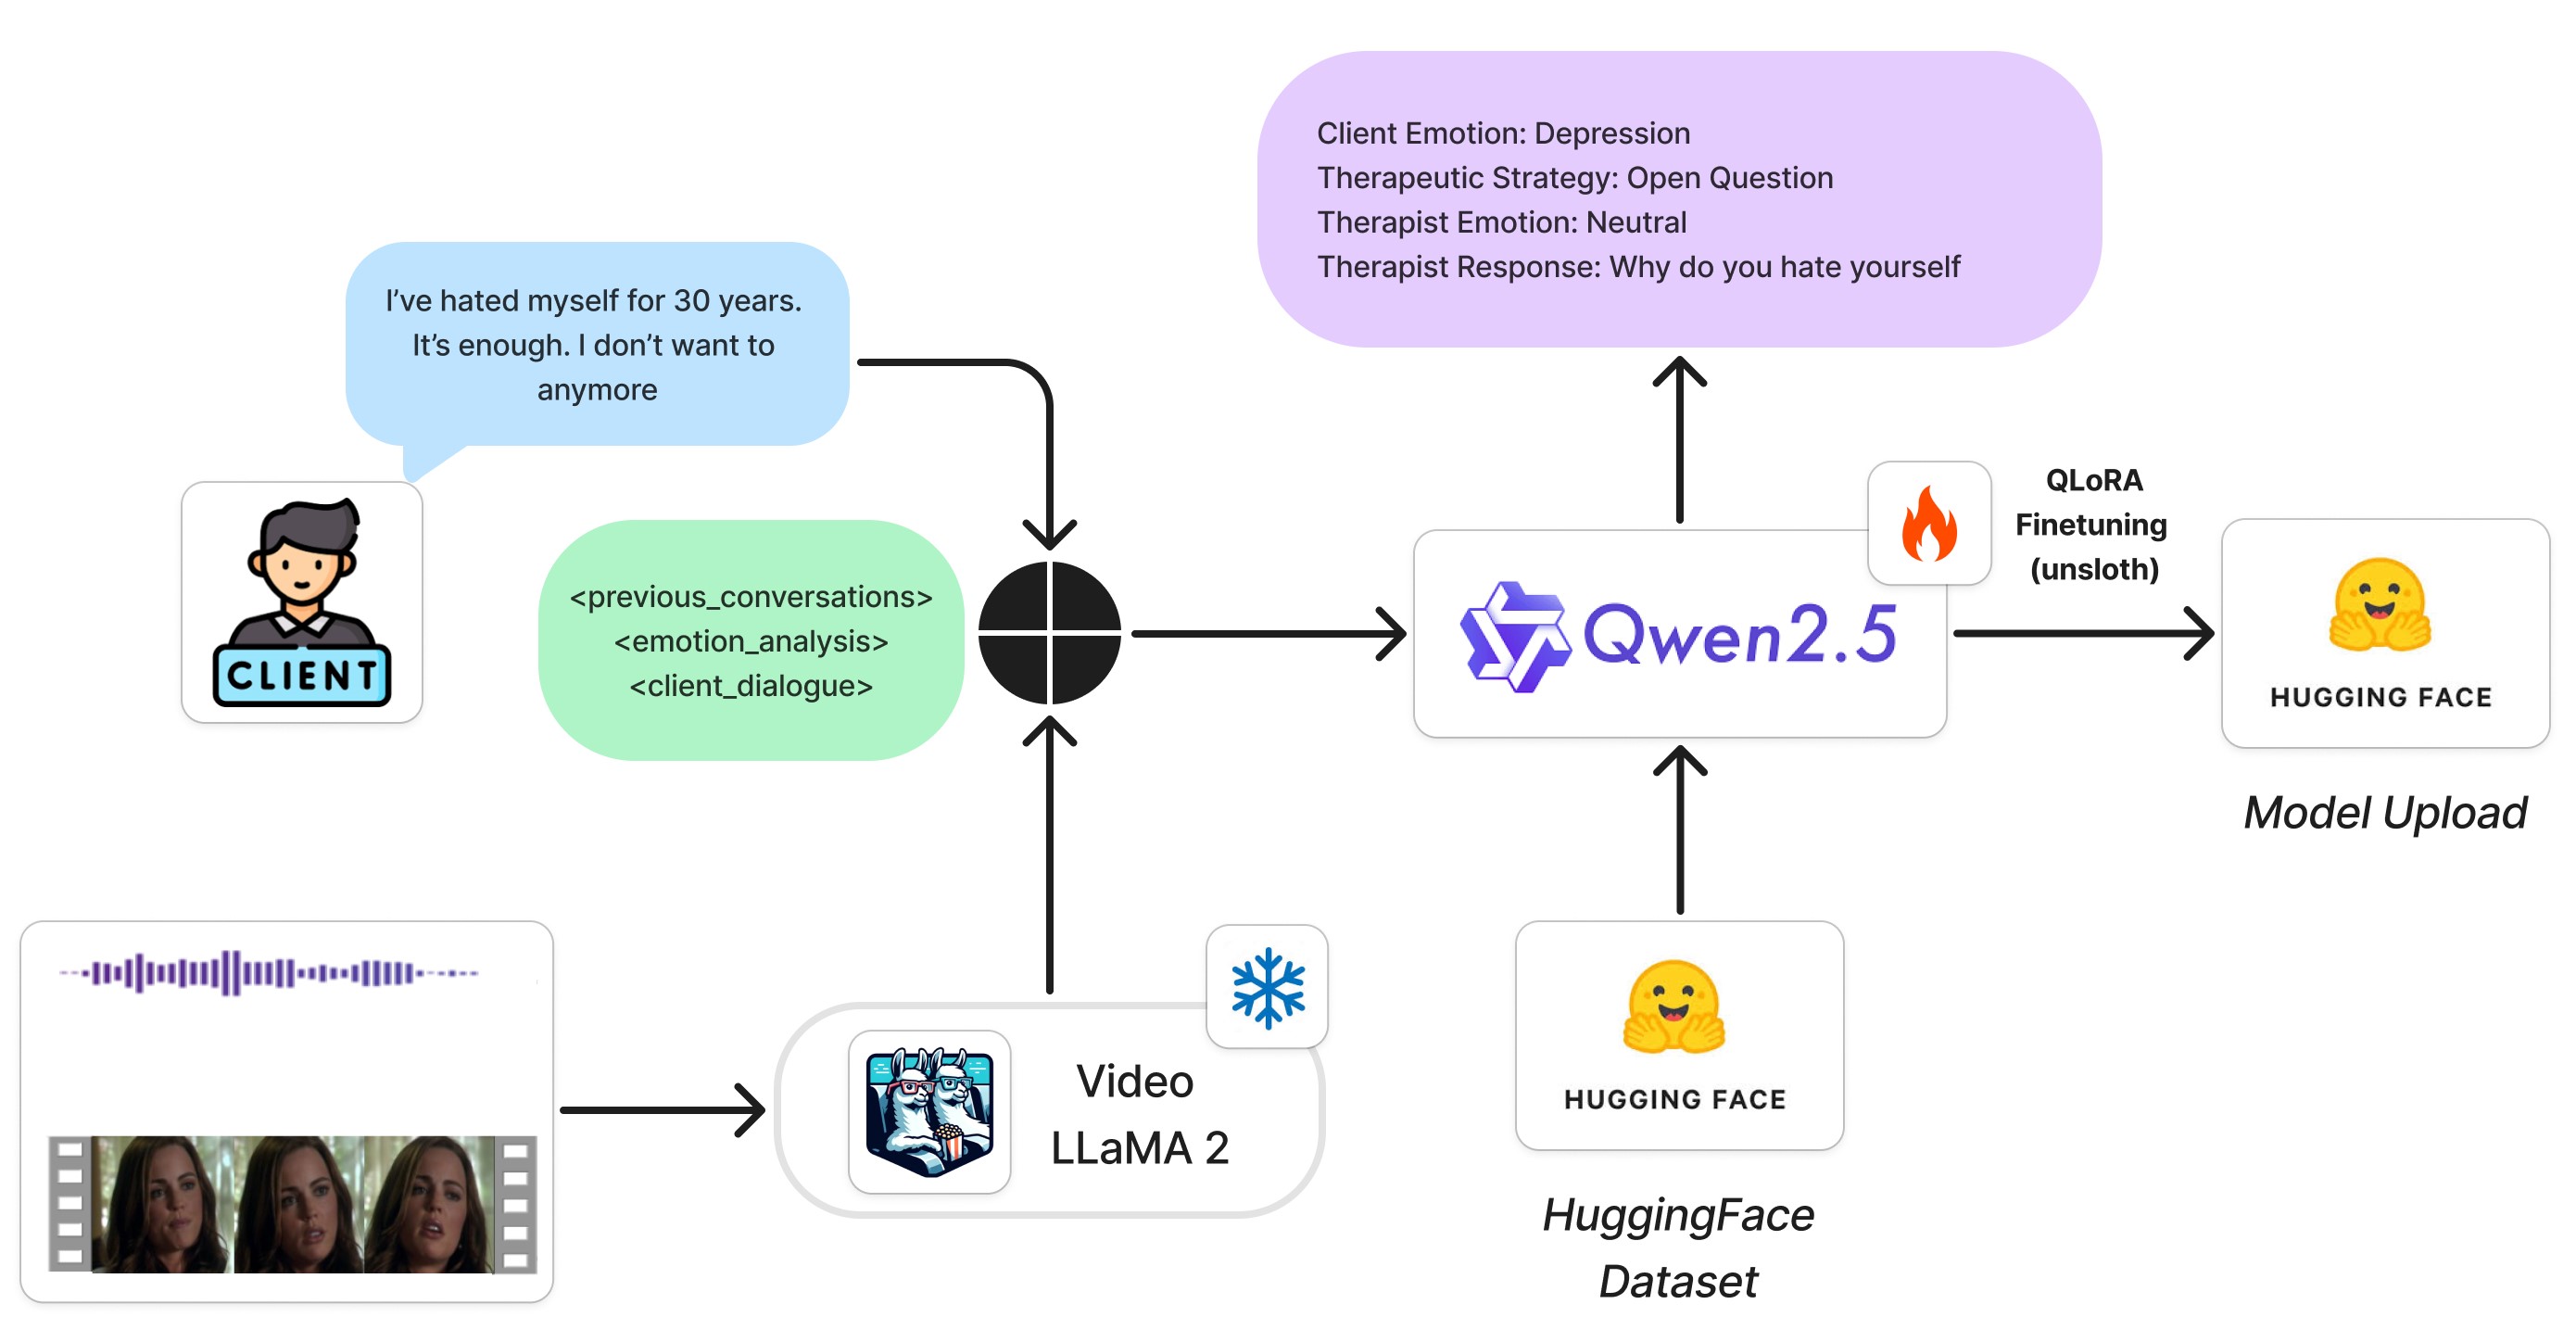 Client Emotion: Depression
Therapeutic Strategy: Open Question
Therapist Emotion: Neutral
Therapist Response: Why do you hate yourself
I’ve hated myself for 30 years.
It’s enough. I don’t want to
anymore
CLIENT
<previous_conversations>
<emotion_analysis>
<client_dialogue>
Qwen2.5
QLoRA
Finetuning
(unsloth)
HUGGING FACE
Model Upload
Video
LLaMA 2
HUGGING FACE
HuggingFace
Dataset